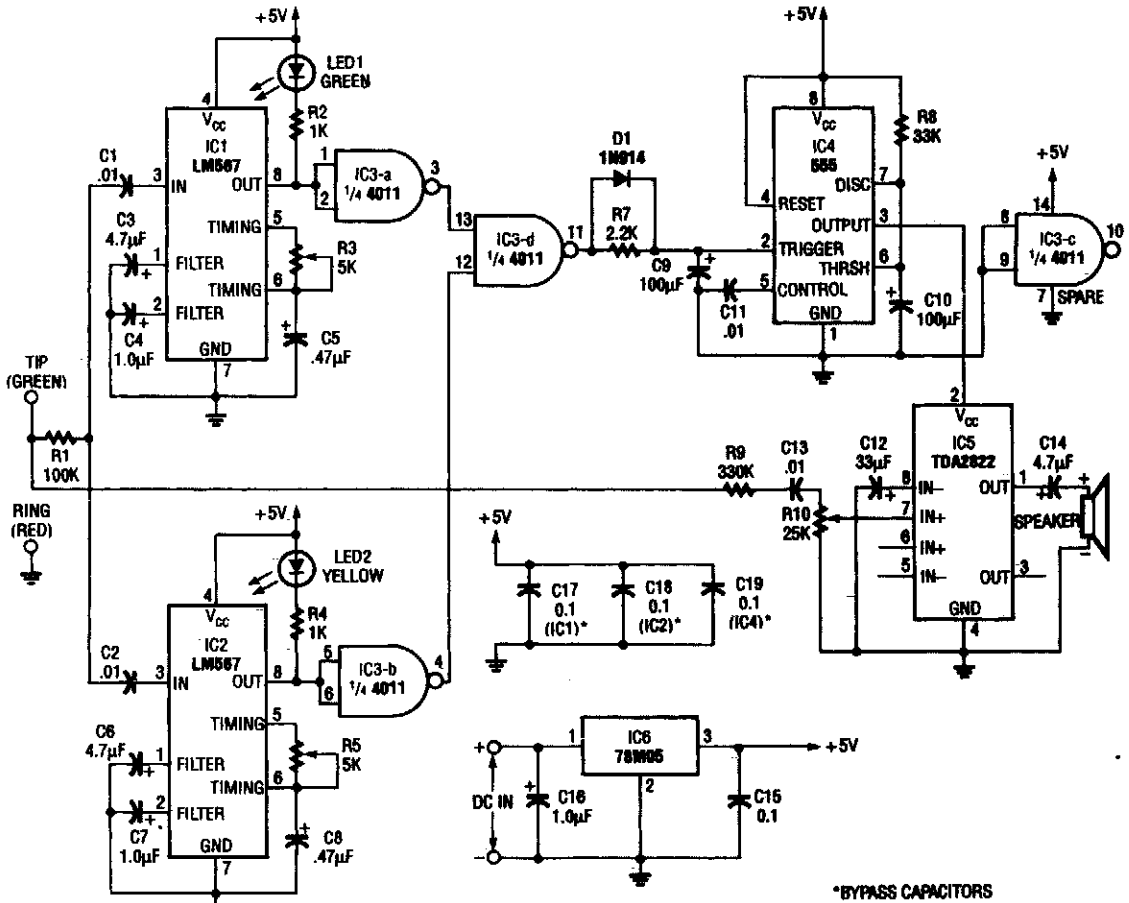 +5V
LED1
GREEN
4
VCC
IC1
LM567
R2
1K
C1
.01
3
IN
OUT
8
1
2
IC3-a
1/4 4011
3
TIMING
5
C3
4.7µF
1
FILTER
R3
5K
TIMING
6
2
FILTER
C4
1.0µF
C5
.47µF
GND
7
13
12
IC3-d
1/4 4011
11
D1
1N914
R7
2.2K
+5V
8
VCC
IC4
555
R8
33K
DISC
7
4
RESET
OUTPUT
3
2
TRIGGER
THRSH
6
C9
100µF
5
CONTROL
C11
.01
C10
100µF
GND
1
+5V
14
8
9
IC3-c
1/4 4011
10
7
SPARE
TIP
(GREEN)
R1
100K
RING
(RED)
R9
330K
C13
.01
R10
25K
2
VCC
IC5
TDA2822
C12
33µF
C14
4.7µF
8
IN-
OUT
1
7
IN+
SPEAKER
+
-
6
IN+
5
IN-
OUT
3
GND
4
+5V
LED2
YELLOW
4
VCC
IC2
LM567
R4
1K
C2
.01
3
IN
OUT
8
5
6
IC3-b
1/4 4011
4
TIMING
5
C6
4.7µF
1
FILTER
R5
5K
TIMING
6
2
FILTER
C7
1.0µF
C8
.47µF
GND
7
+5V
C17
0.1
(IC1)*
C18
0.1
(IC2)*
C19
0.1
(IC4)*
+
-
DC IN
C16
1.0µF
1
IC6
78M05
3
2
C15
0.1
+5V
*BYPASS CAPACITORS